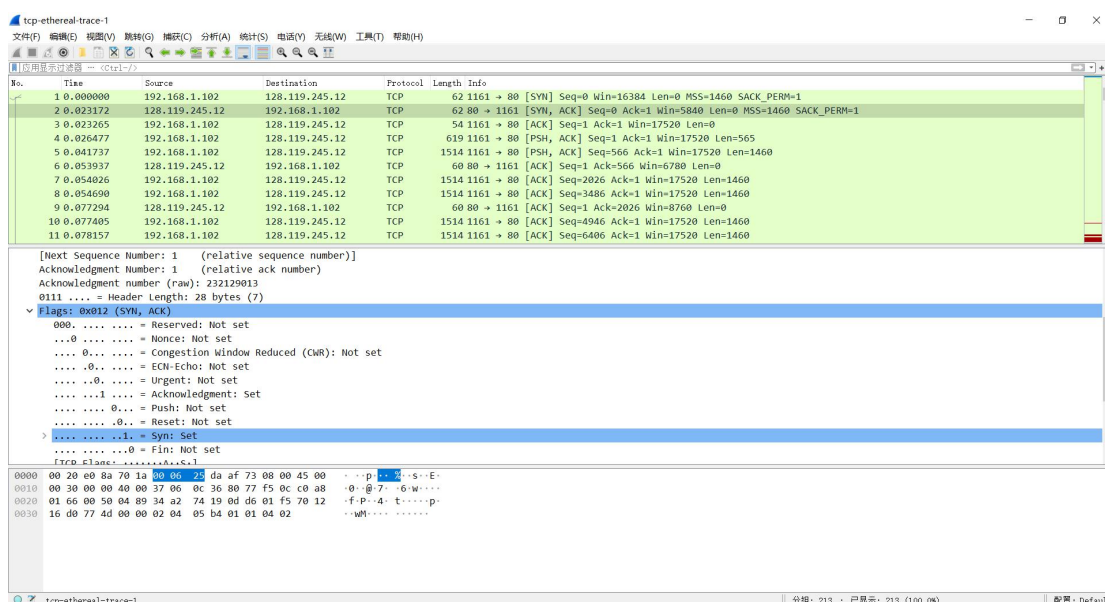 tcp-ethereal-trace-1
文件(F) 编辑(E) 视图(V) 跳转(G) 捕获(C) 分析(A) 统计(S) 电话(Y) 无线(W) 工具(T) 帮助(H)
应用显示过滤器 … <Ctrl-/>
No. Time Source Destination Protocol Length Info
1 0.000000 192.168.1.102 128.119.245.12 TCP 62 1161 → 80 [SYN] Seq=0 Win=16384 Len=0 MSS=1460 SACK_PERM=1
2 0.023172 128.119.245.12 192.168.1.102 TCP 62 80 → 1161 [SYN, ACK] Seq=0 Ack=1 Win=5840 Len=0 MSS=1460 SACK_PERM=1
3 0.023265 192.168.1.102 128.119.245.12 TCP 54 1161 → 80 [ACK] Seq=1 Ack=1 Win=17520 Len=0
4 0.026477 192.168.1.102 128.119.245.12 TCP 619 1161 → 80 [PSH, ACK] Seq=1 Ack=1 Win=17520 Len=565
5 0.041737 192.168.1.102 128.119.245.12 TCP 1514 1161 → 80 [PSH, ACK] Seq=566 Ack=1 Win=17520 Len=1460
6 0.053937 128.119.245.12 192.168.1.102 TCP 60 80 → 1161 [ACK] Seq=1 Ack=566 Win=6780 Len=0
7 0.054026 192.168.1.102 128.119.245.12 TCP 1514 1161 → 80 [ACK] Seq=2026 Ack=1 Win=17520 Len=1460
8 0.054690 192.168.1.102 128.119.245.12 TCP 1514 1161 → 80 [ACK] Seq=3486 Ack=1 Win=17520 Len=1460
9 0.077294 128.119.245.12 192.168.1.102 TCP 60 80 → 1161 [ACK] Seq=1 Ack=2026 Win=8760 Len=0
10 0.077405 192.168.1.102 128.119.245.12 TCP 1514 1161 → 80 [ACK] Seq=4946 Ack=1 Win=17520 Len=1460
11 0.078157 192.168.1.102 128.119.245.12 TCP 1514 1161 → 80 [ACK] Seq=6406 Ack=1 Win=17520 Len=1460
[Next Sequence Number: 1 (relative sequence number)]
Acknowledgment Number: 1 (relative ack number)
Acknowledgment number (raw): 232129013
0111 .... = Header Length: 28 bytes (7)
Flags: 0x012 (SYN, ACK)
000. .... .... = Reserved: Not set
...0 .... .... = Nonce: Not set
.... 0... .... = Congestion Window Reduced (CWR): Not set
.... .0.. .... = ECN-Echo: Not set
.... ..0. .... = Urgent: Not set
.... ...1 .... = Acknowledgment: Set
.... .... 0... = Push: Not set
.... .... .0.. = Reset: Not set
.... .... ..1. = Syn: Set
.... .... ...0 = Fin: Not set
[TCP Flags: ·······A··S·]
0000 00 20 e0 8a 70 1a 00 06 25 da af 73 08 00 45 00 · ··p···%··s··E·
0010 00 30 00 00 40 00 37 06 0c 36 80 77 f5 0c c0 a8 ·0··@·7··6·w····
0020 01 66 00 50 04 89 34 a2 74 19 0d d6 01 f5 70 12 ·f·P··4·t·····p·
0030 16 d0 77 4d 00 00 02 04 05 b4 01 01 04 02 ··wM··········
tcp-ethereal-trace-1 分组: 213 · 已显示: 213 (100.0%) 配置: Defaul